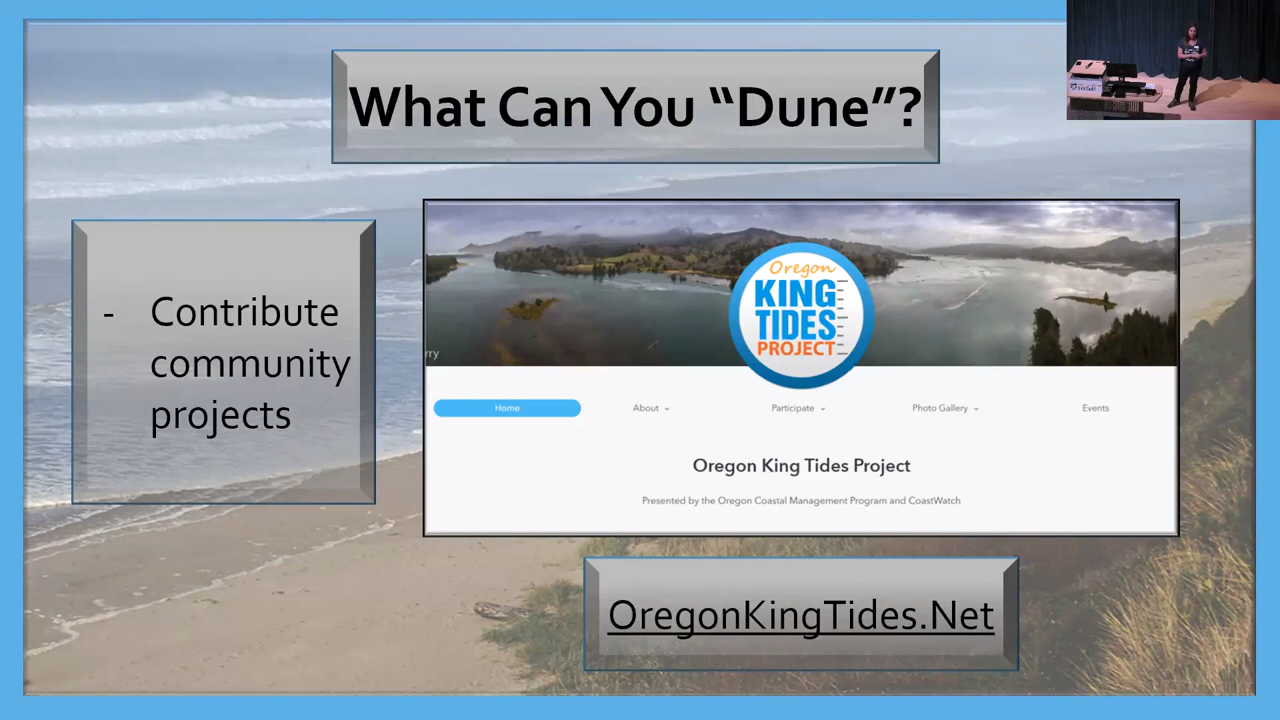 What Can You “Dune”?
- Contribute
community
projects
rry
Oregon
KING
TIDES
PROJECT
Home
About
Participate
Photo Gallery
Events
Oregon King Tides Project
Presented by the Oregon Coastal Management Program and CoastWatch
OregonKingTides.Net